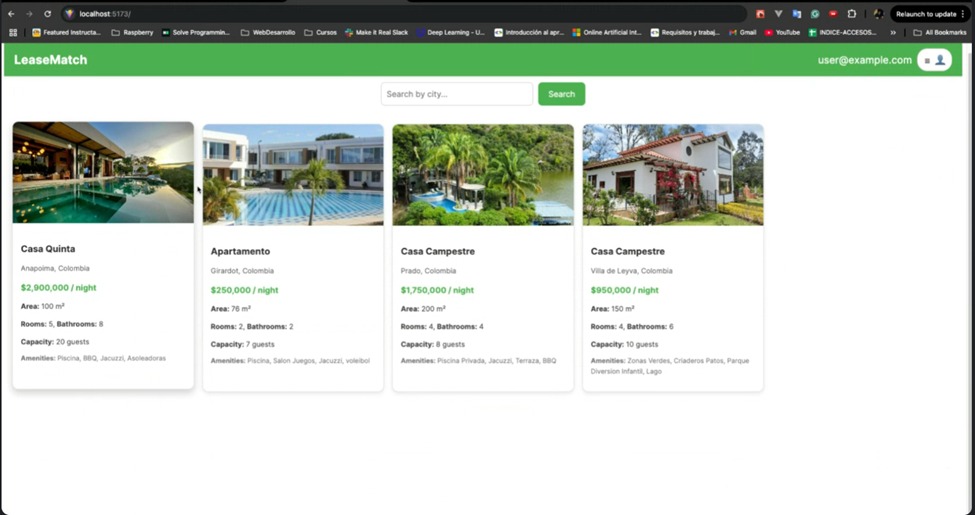 localhost:5173/
Relaunch to update
Featured Instructa...
Raspberry
Solve Programmin...
WebDesarrollo
Cursos
Make it Real Slack
Deep Learning - U...
Introducción al apr...
Online Artificial Int...
Requisitos y trabaj...
Gmail
YouTube
INDICE-ACCESOS...
»
All Bookmarks
LeaseMatch
user@example.com
Search by city...
Search
Casa Quinta
Anapoima, Colombia
$2,900,000 / night
Area: 100 m²
Rooms: 5, Bathrooms: 8
Capacity: 20 guests
Amenities: Piscina, BBQ, Jacuzzi, Asoleadoras
Apartamento
Girardot, Colombia
$250,000 / night
Area: 76 m²
Rooms: 2, Bathrooms: 2
Capacity: 7 guests
Amenities: Piscina, Salon Juegos, Jacuzzi, voleibol
Casa Campestre
Prado, Colombia
$1,750,000 / night
Area: 200 m²
Rooms: 4, Bathrooms: 4
Capacity: 8 guests
Amenities: Piscina Privada, Jacuzzi, Terraza, BBQ
Casa Campestre
Villa de Leyva, Colombia
$950,000 / night
Area: 150 m²
Rooms: 4, Bathrooms: 6
Capacity: 10 guests
Amenities: Zonas Verdes, Criaderos Patos, Parque
Diversion Infantil, Lago